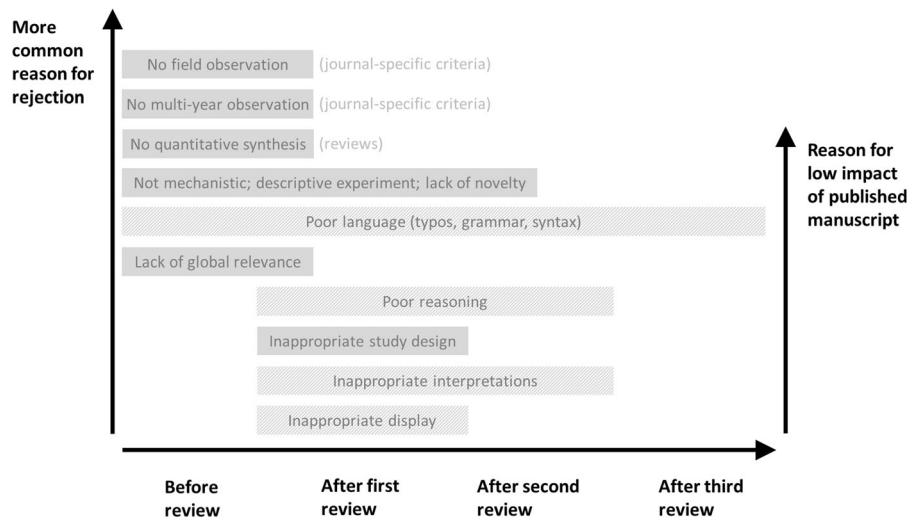 More
common
reason for
rejection
No field observation (journal-specific criteria)
No multi-year observation (journal-specific criteria)
No quantitative synthesis (reviews)
Not mechanistic; descriptive experiment; lack of novelty
Poor language (typos, grammar, syntax)
Lack of global relevance
Poor reasoning
Inappropriate study design
Inappropriate interpretations
Inappropriate display
Reason for
low impact
of published
manuscript
Before
review
After first
review
After second
review
After third
review